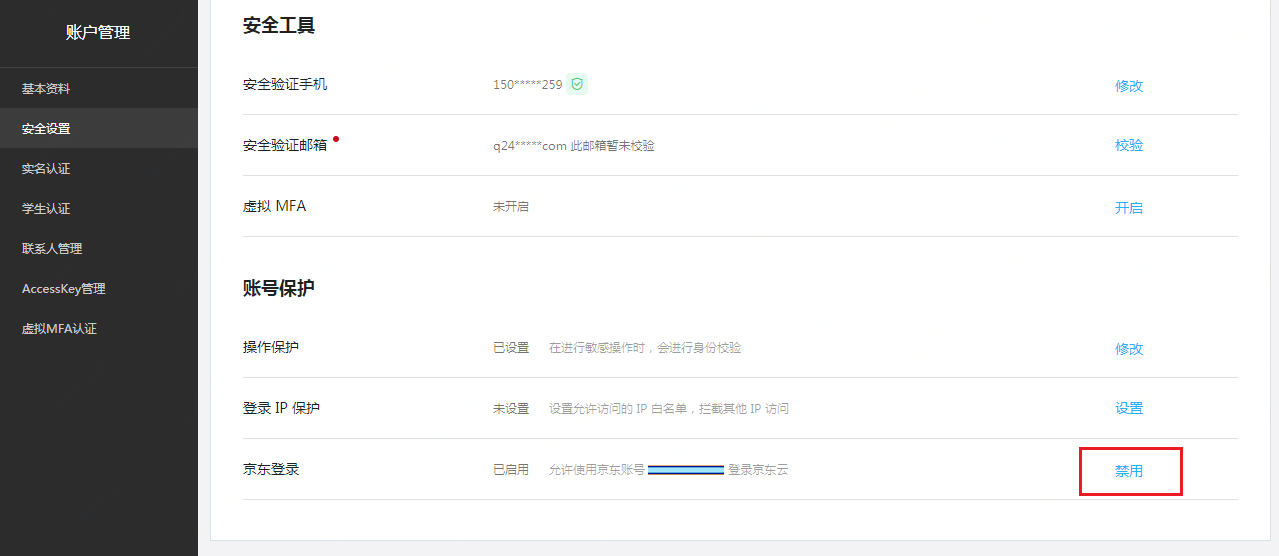 账户管理
基本资料
安全设置
实名认证
学生认证
联系人管理
AccessKey管理
虚拟MFA认证
安全工具
安全验证手机 150*****259 修改
安全验证邮箱 q24*****com 此邮箱暂未校验 校验
虚拟 MFA 未开启 开启
账号保护
操作保护 已设置 在进行敏感操作时，会进行身份校验 修改
登录 IP 保护 未设置 设置允许访问的 IP 白名单，拦截其他 IP 访问 设置
京东登录 已启用 允许使用京东账号 登录京东云 禁用